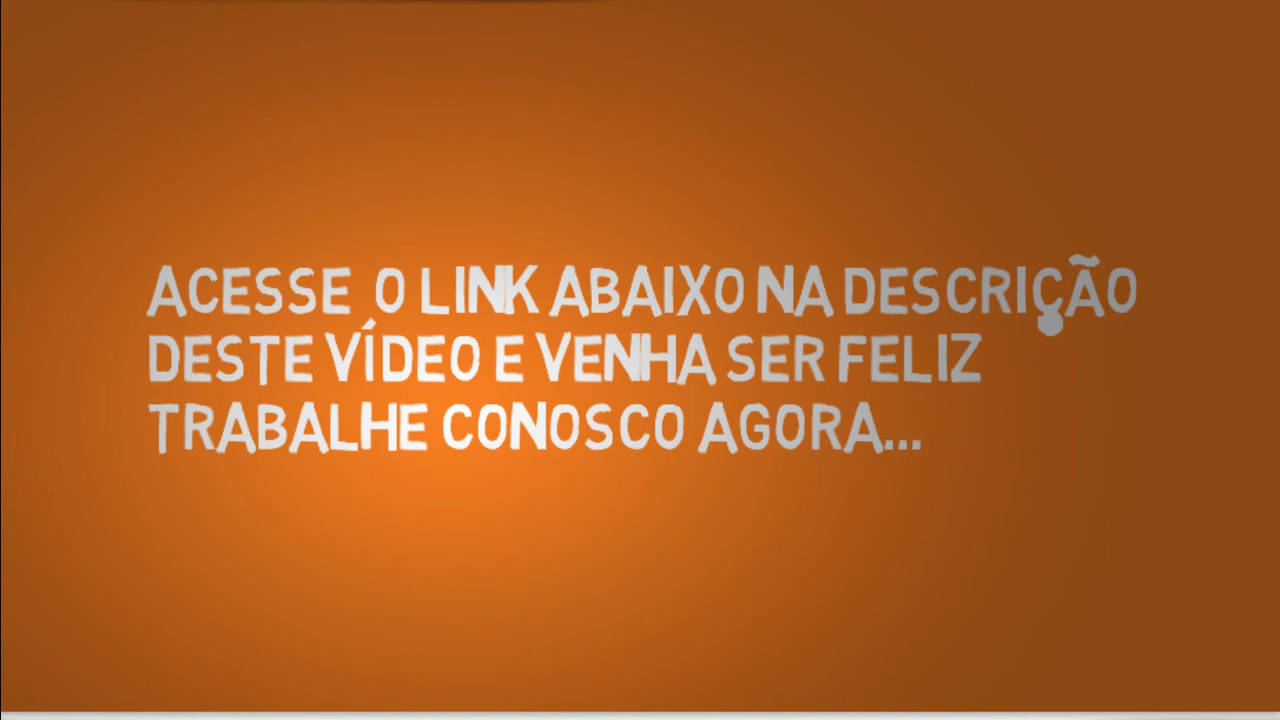 ACESSE O LINK ABAIXO NA DESCRIÇÃO
DESTE VÍDEO E VENHA SER FELIZ
TRABALHE CONOSCO AGORA...